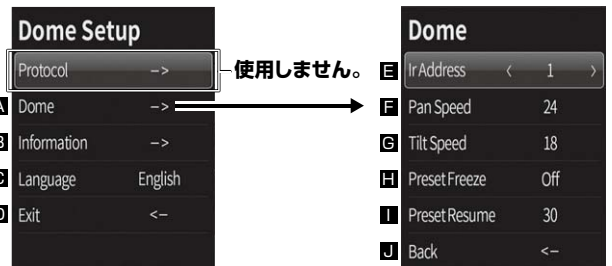 Dome Setup
Protocol ->
使用しません。
A Dome ->
B Information ->
C Language English
D Exit <-
Dome
E Ir Address < 1 >
F Pan Speed 24
G Tilt Speed 18
H Preset Freeze Off
I Preset Resume 30
J Back <-